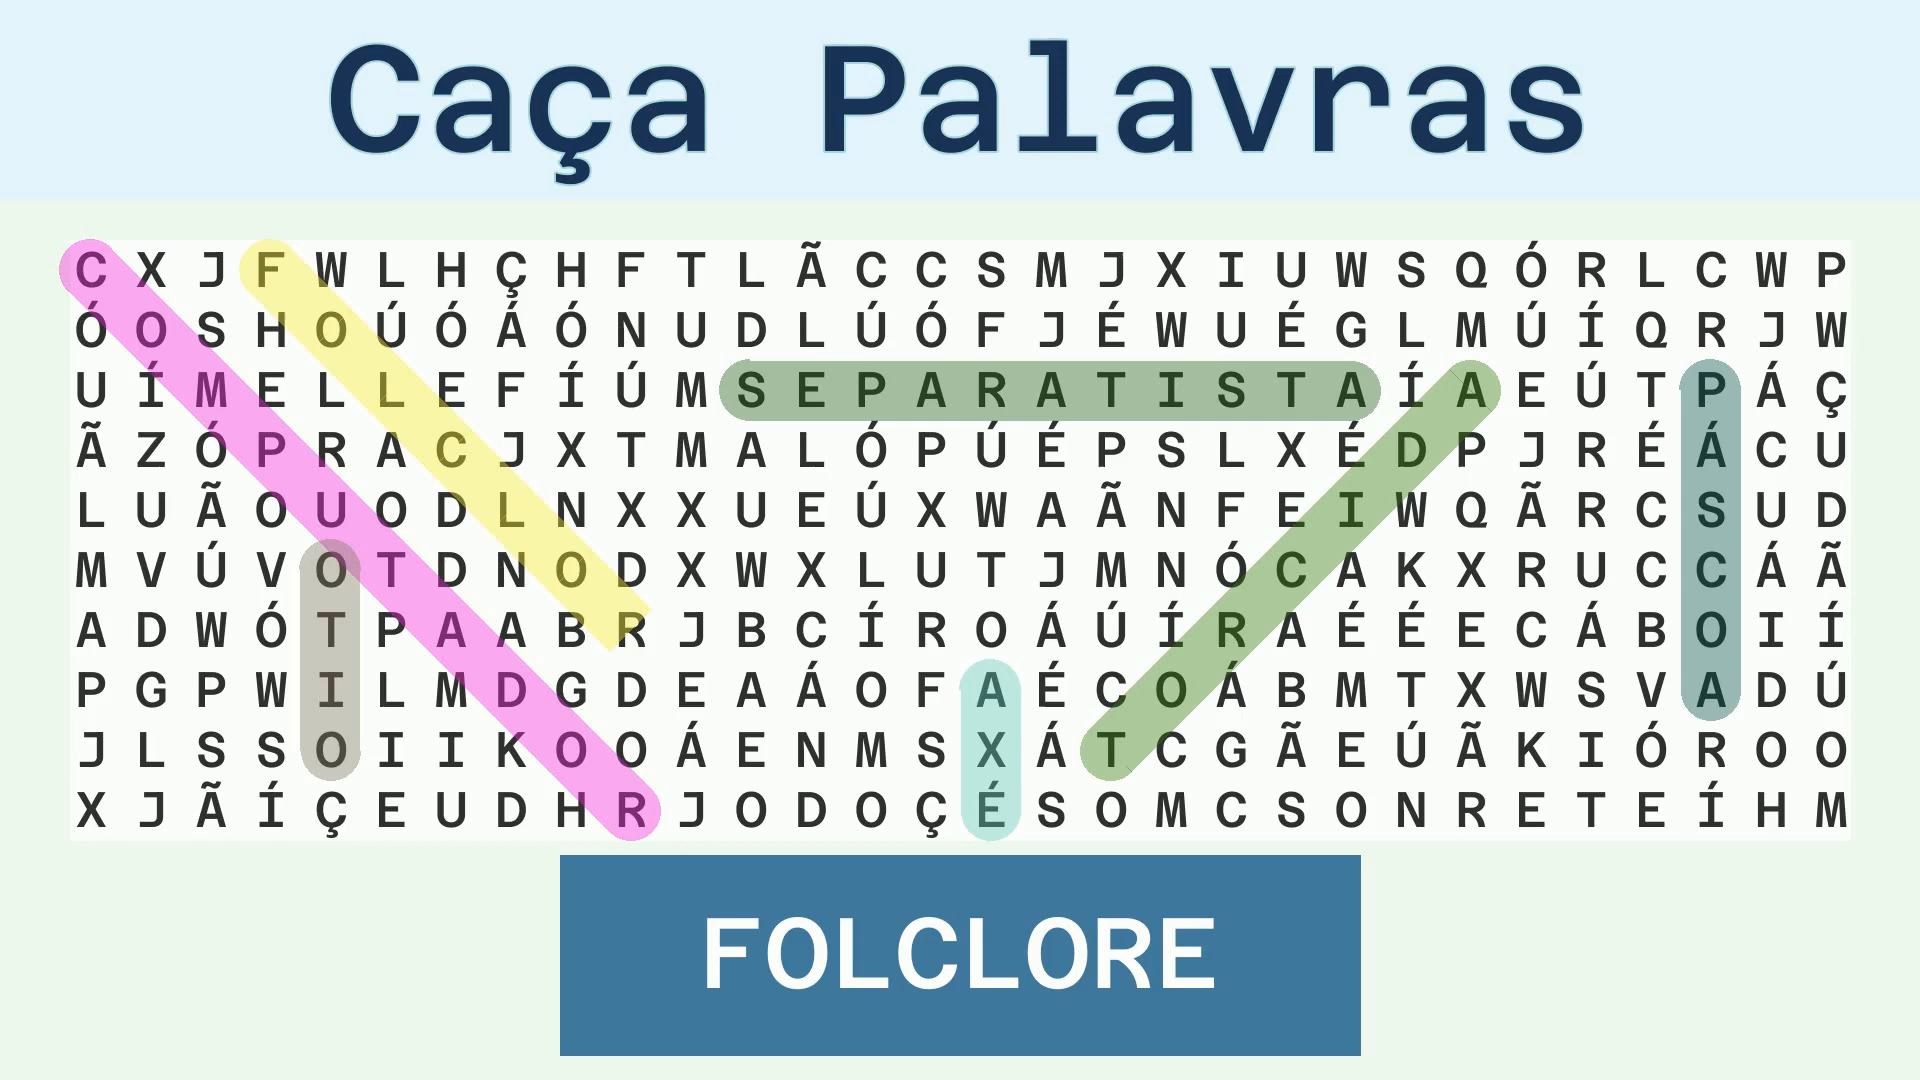 Caça Palavras
C X J F W L H Ç H F T L Ã C C S M J X I U W S Q Ó R L C W P
Ó O S H O Ú Ó Á Ó N U D L Ú Ó F J É W U É G L M Ú Í Q R J W
U Í M E L L E F Í Ú M S E P A R A T I S T A Í A E Ú T P Á Ç
Ã Z Ó P R A C J X T M A L Ó P Ú É P S L X É D P J R É Á C U
L U Ã O U O D L N X X U E Ú X W A Ã N F E I W Q Ã R C S U D
M V Ú V O T D N O D X W X L U T J M N Ó C A K X R U C C Á Ã
A D W Ó T P A A B R J B C Í R O Á Ú Í R A É É E C Á B O I Í
P G P W I L M D G D E A Á O F A É C O Á B M T X W S V A D Ú
J L S S O I I K O O Á E N M S X Á T C G Ã E Ú Ã K I Ó R O O
X J Ã Í Ç E U D H R J O D O Ç É S O M C S O N R E T E Í H M
FOLCLORE